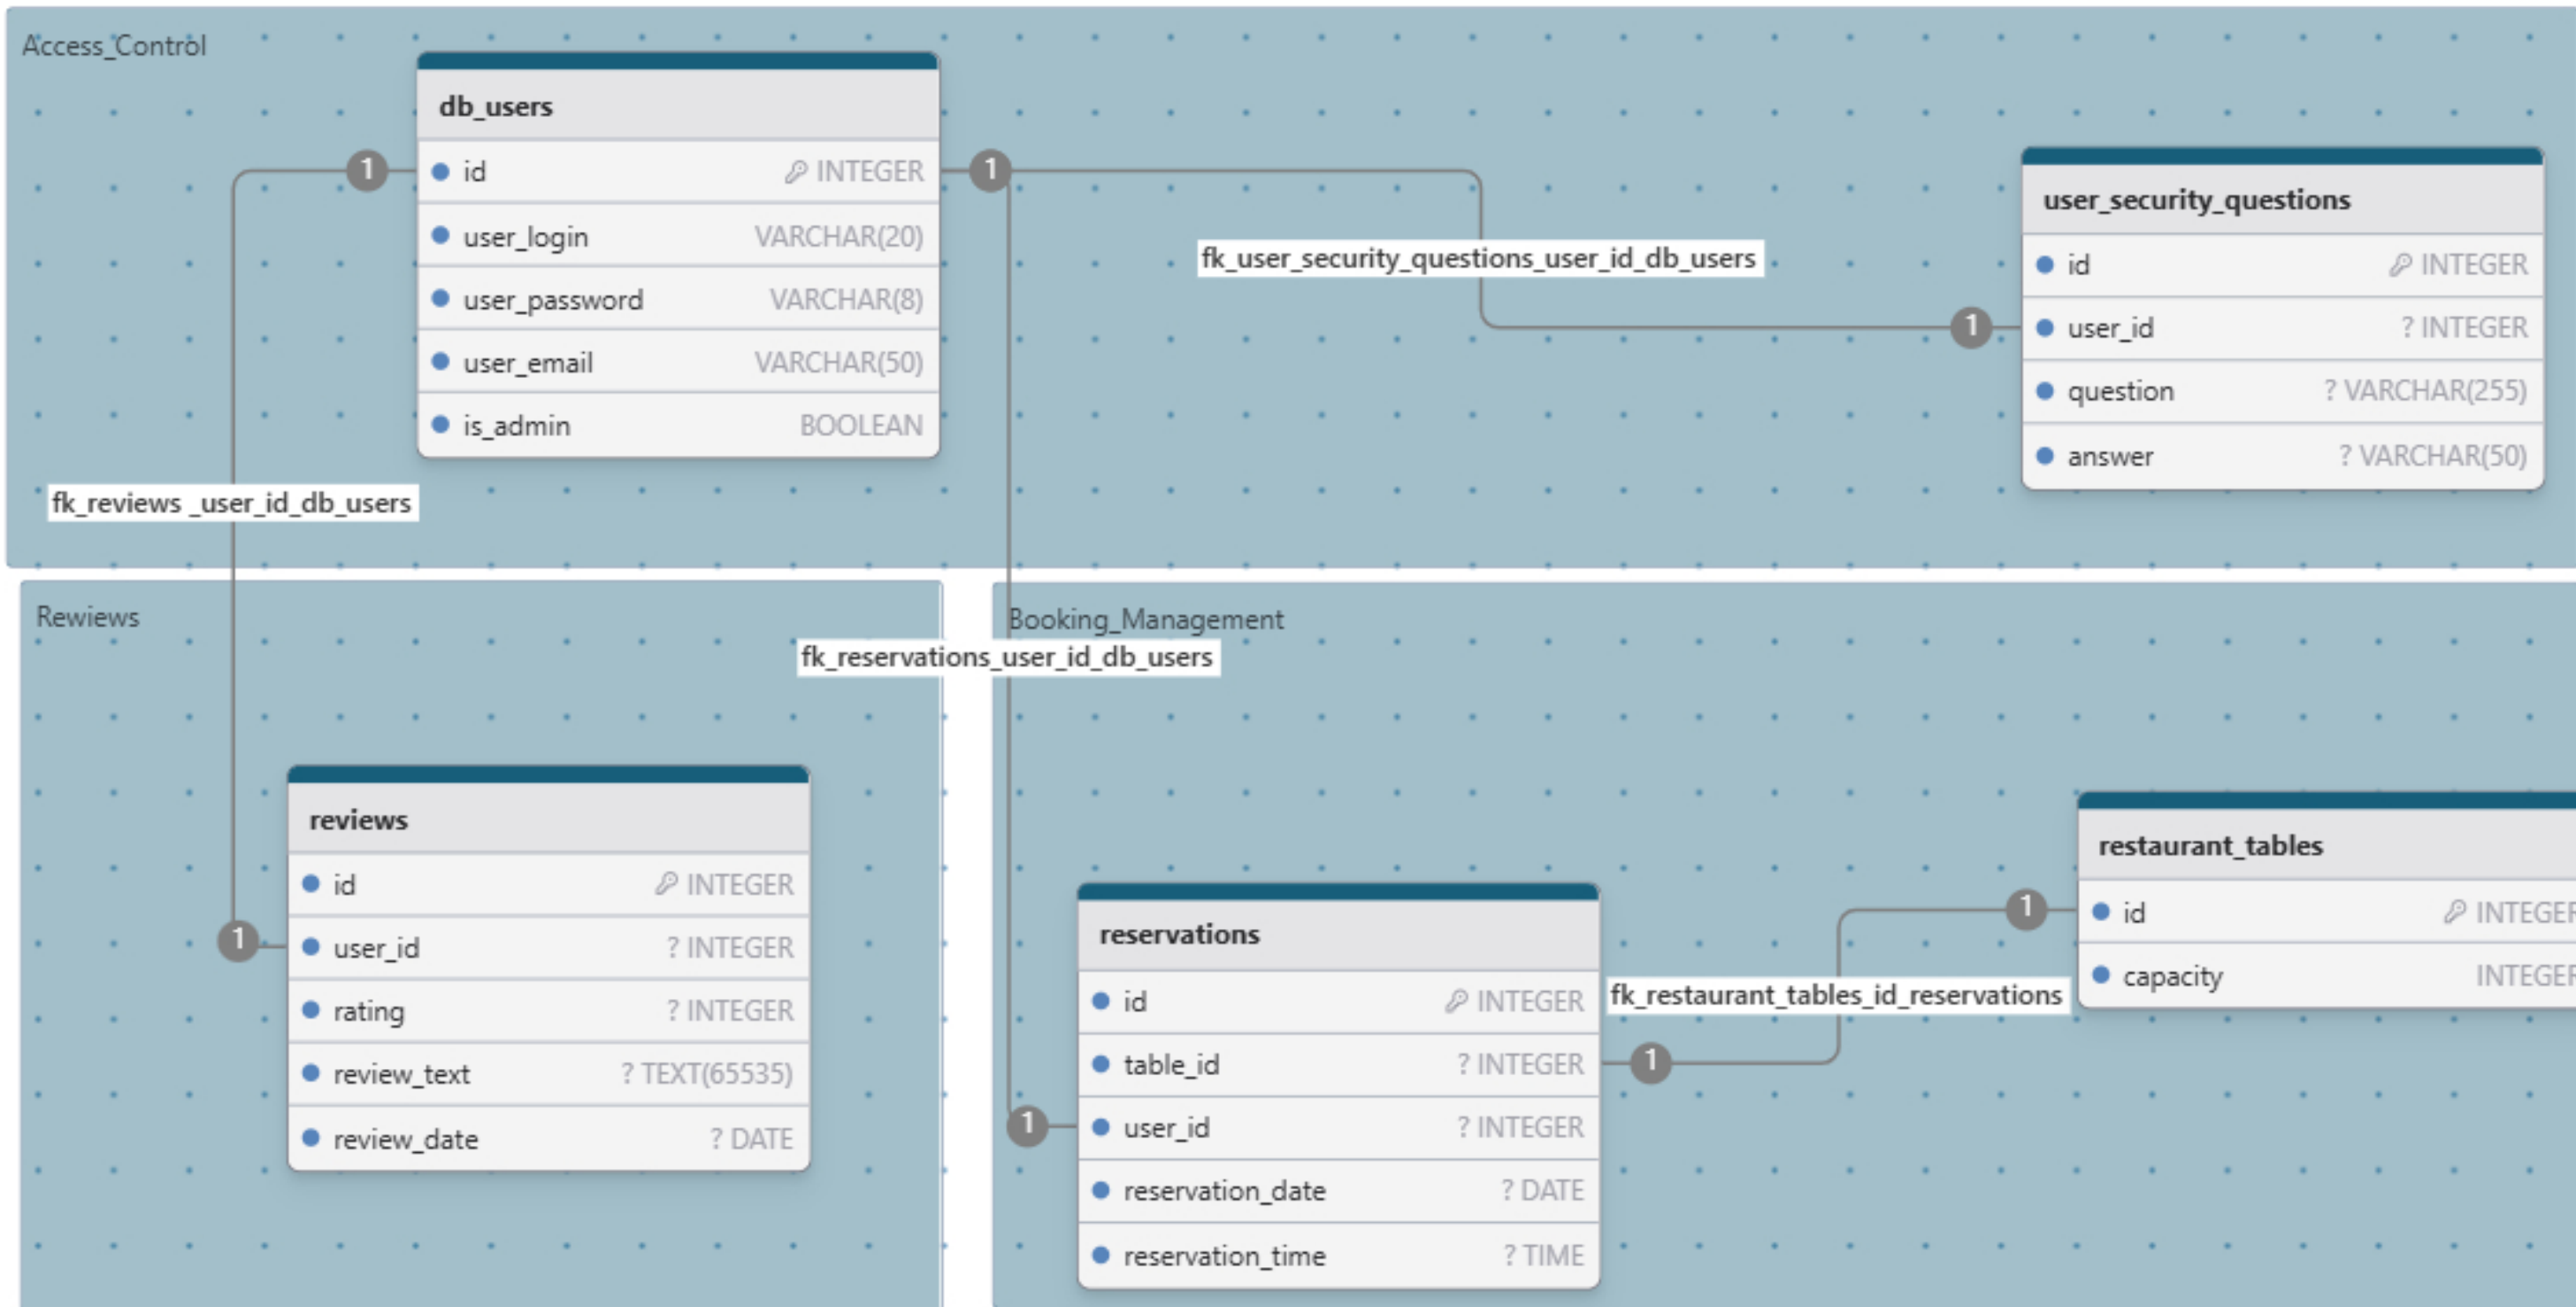 Access_Control
db_users
1 id INTEGER 1
user_login VARCHAR(20)
user_password VARCHAR(8)
user_email VARCHAR(50)
is_admin BOOLEAN
fk_user_security_questions_user_id_db_users
user_security_questions
id INTEGER
1 user_id ? INTEGER
question ? VARCHAR(255)
answer ? VARCHAR(50)
fk_reviews _user_id_db_users
Rewiews
reviews
id INTEGER
1 user_id ? INTEGER
rating ? INTEGER
review_text ? TEXT(65535)
review_date ? DATE
Booking_Management
fk_reservations_user_id_db_users
reservations
id INTEGER
table_id ? INTEGER 1
1 user_id ? INTEGER
reservation_date ? DATE
reservation_time ? TIME
fk_restaurant_tables_id_reservations
restaurant_tables
1 id INTEGER
capacity INTEGER